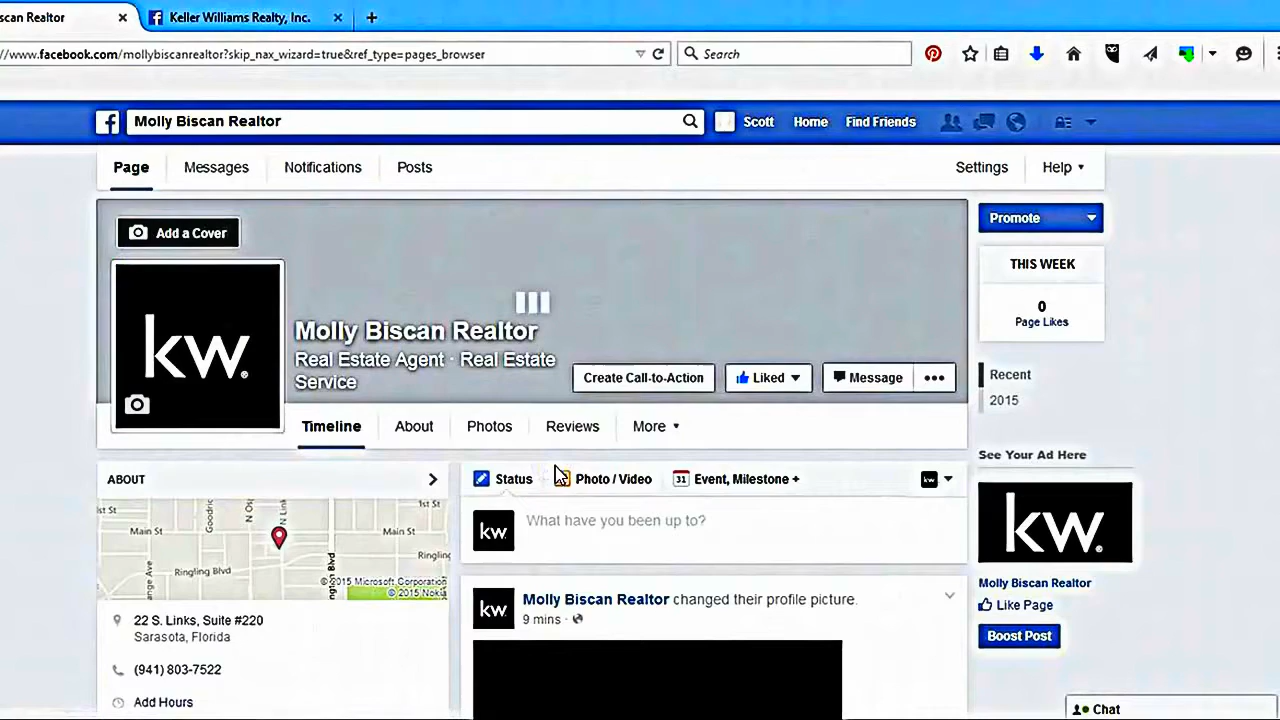 scan Realtor
Keller Williams Realty, Inc.
//www.facebook.com/mollybiscanrealtor?skip_nax_wizard=true&ref_type=pages_browser
Search
Molly Biscan Realtor
Scott
Home
Find Friends
Page
Messages
Notifications
Posts
Settings
Help
Add a Cover
kw.
Molly Biscan Realtor
Real Estate Agent · Real Estate
Service
Create Call-to-Action
Liked
Message
Promote
THIS WEEK
0
Page Likes
Recent
2015
Timeline
About
Photos
Reviews
More
See Your Ad Here
kw.
Molly Biscan Realtor
Like Page
Boost Post
ABOUT
Main St
Main St
1st St
Ringling Blvd
© 2015 Microsoft Corporation
© 2015 Nokia
22 S. Links, Suite #220
Sarasota, Florida
(941) 803-7522
Add Hours
Status
Photo / Video
31
Event, Milestone +
kw.
kw.
What have you been up to?
kw.
Molly Biscan Realtor changed their profile picture.
9 mins ·
Chat